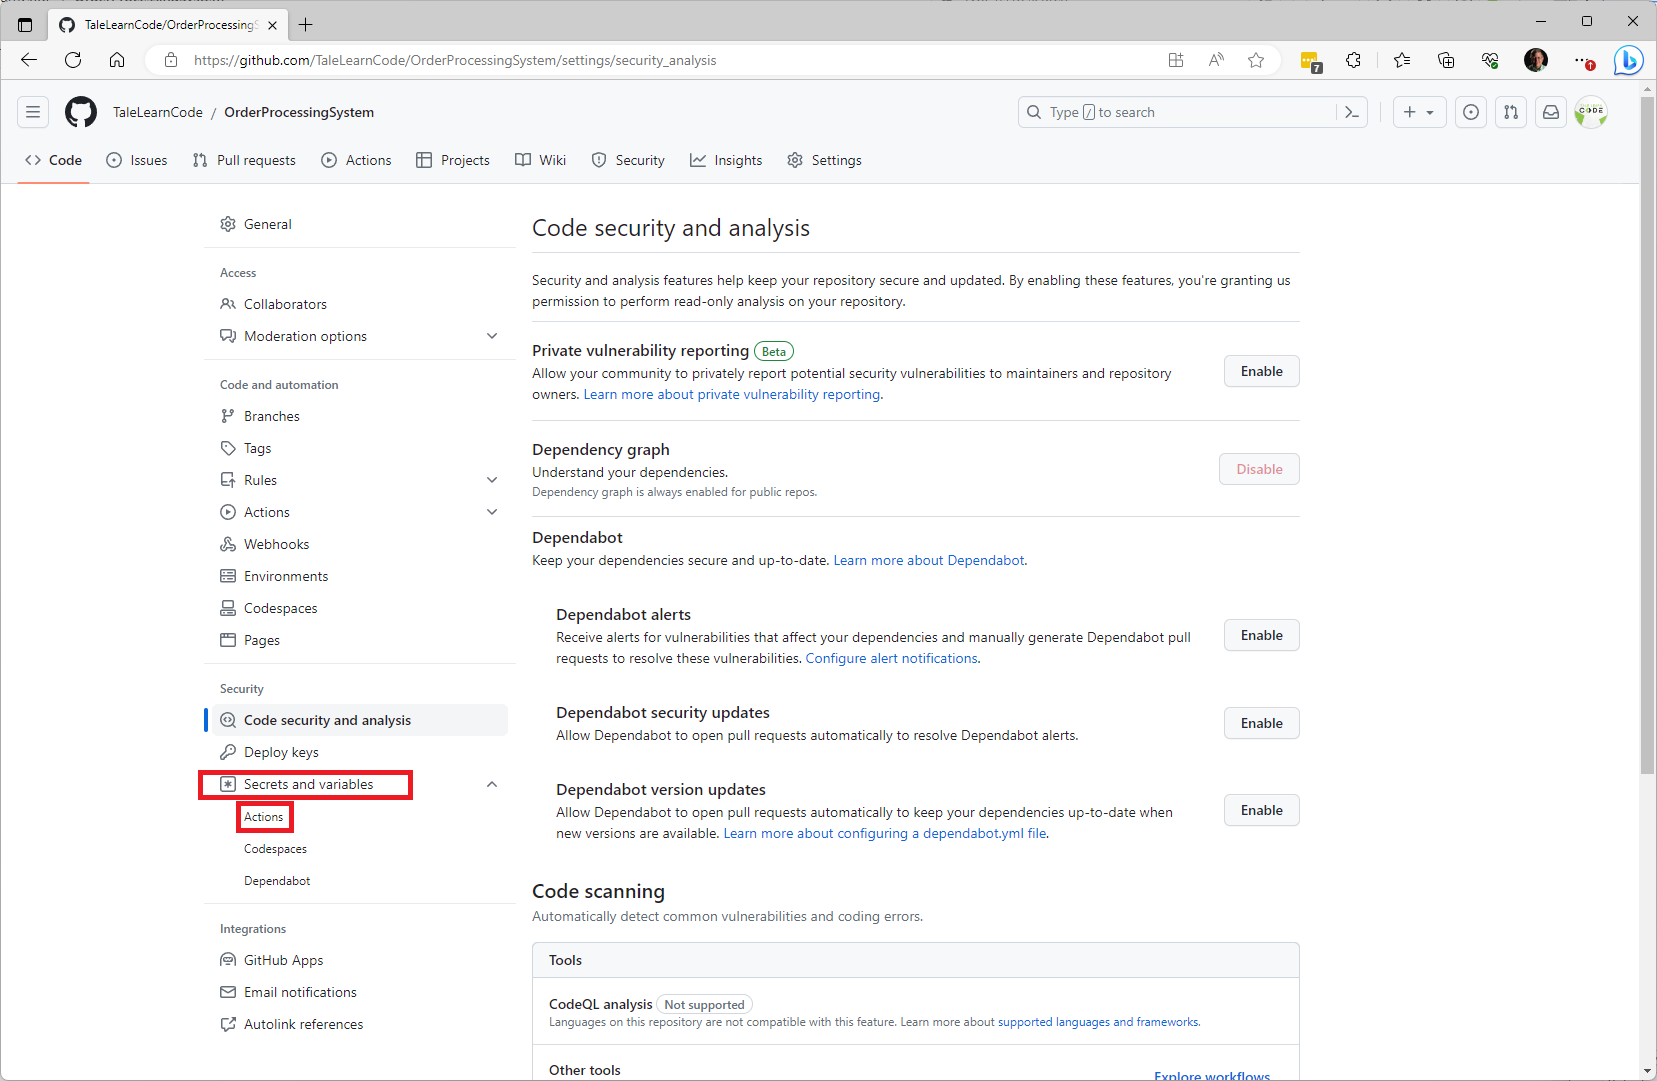 TaleLearnCode/OrderProcessingS
https://github.com/TaleLearnCode/OrderProcessingSystem/settings/security_analysis
7
TaleLearnCode / OrderProcessingSystem
Type / to search
CODE
Code
Issues
Pull requests
Actions
Projects
Wiki
Security
Insights
Settings
General
Access
Collaborators
Moderation options
Code and automation
Branches
Tags
Rules
Actions
Webhooks
Environments
Codespaces
Pages
Security
Code security and analysis
Deploy keys
Secrets and variables
Actions
Codespaces
Dependabot
Integrations
GitHub Apps
Email notifications
Autolink references
Code security and analysis
Security and analysis features help keep your repository secure and updated. By enabling these features, you're granting us
permission to perform read-only analysis on your repository.
Private vulnerability reporting Beta
Allow your community to privately report potential security vulnerabilities to maintainers and repository
owners. Learn more about private vulnerability reporting.
Enable
Dependency graph
Understand your dependencies.
Dependency graph is always enabled for public repos.
Disable
Dependabot
Keep your dependencies secure and up-to-date. Learn more about Dependabot.
Dependabot alerts
Receive alerts for vulnerabilities that affect your dependencies and manually generate Dependabot pull
requests to resolve these vulnerabilities. Configure alert notifications.
Enable
Dependabot security updates
Allow Dependabot to open pull requests automatically to resolve Dependabot alerts.
Enable
Dependabot version updates
Allow Dependabot to open pull requests automatically to keep your dependencies up-to-date when
new versions are available. Learn more about configuring a dependabot.yml file.
Enable
Code scanning
Automatically detect common vulnerabilities and coding errors.
Tools
CodeQL analysis Not supported
Languages on this repository are not compatible with this feature. Learn more about supported languages and frameworks.
Other tools
Explore workflows